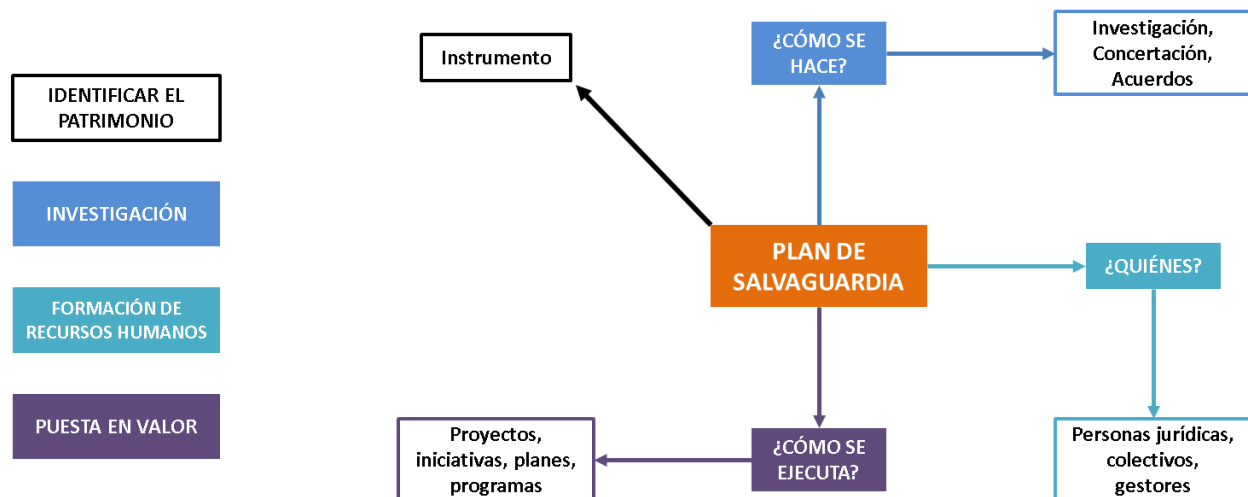 IDENTIFICAR EL
PATRIMONIO
INVESTIGACIÓN
FORMACIÓN DE
RECURSOS HUMANOS
PUESTA EN VALOR
Instrumento
¿CÓMO SE
HACE?
Investigación,
Concertación,
Acuerdos
PLAN DE
SALVAGUARDIA
¿QUIÉNES?
Personas jurídicas,
colectivos,
gestores
¿CÓMO SE
EJECUTA?
Proyectos,
iniciativas, planes,
programas